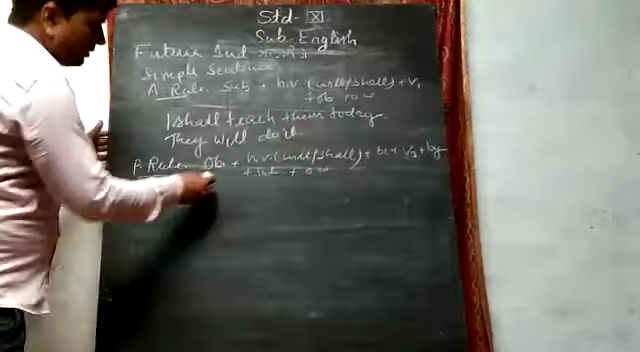 Std - X
Sub - English
Future Ind
Simple Sentence
A Rule. Sub + h.v (will/shall) + V1
+ ob + o w
I shall teach them today.
They will do it.
P. Rule. Ob + h.v (will/shall) + be + V3 + by
+ Sub + o w